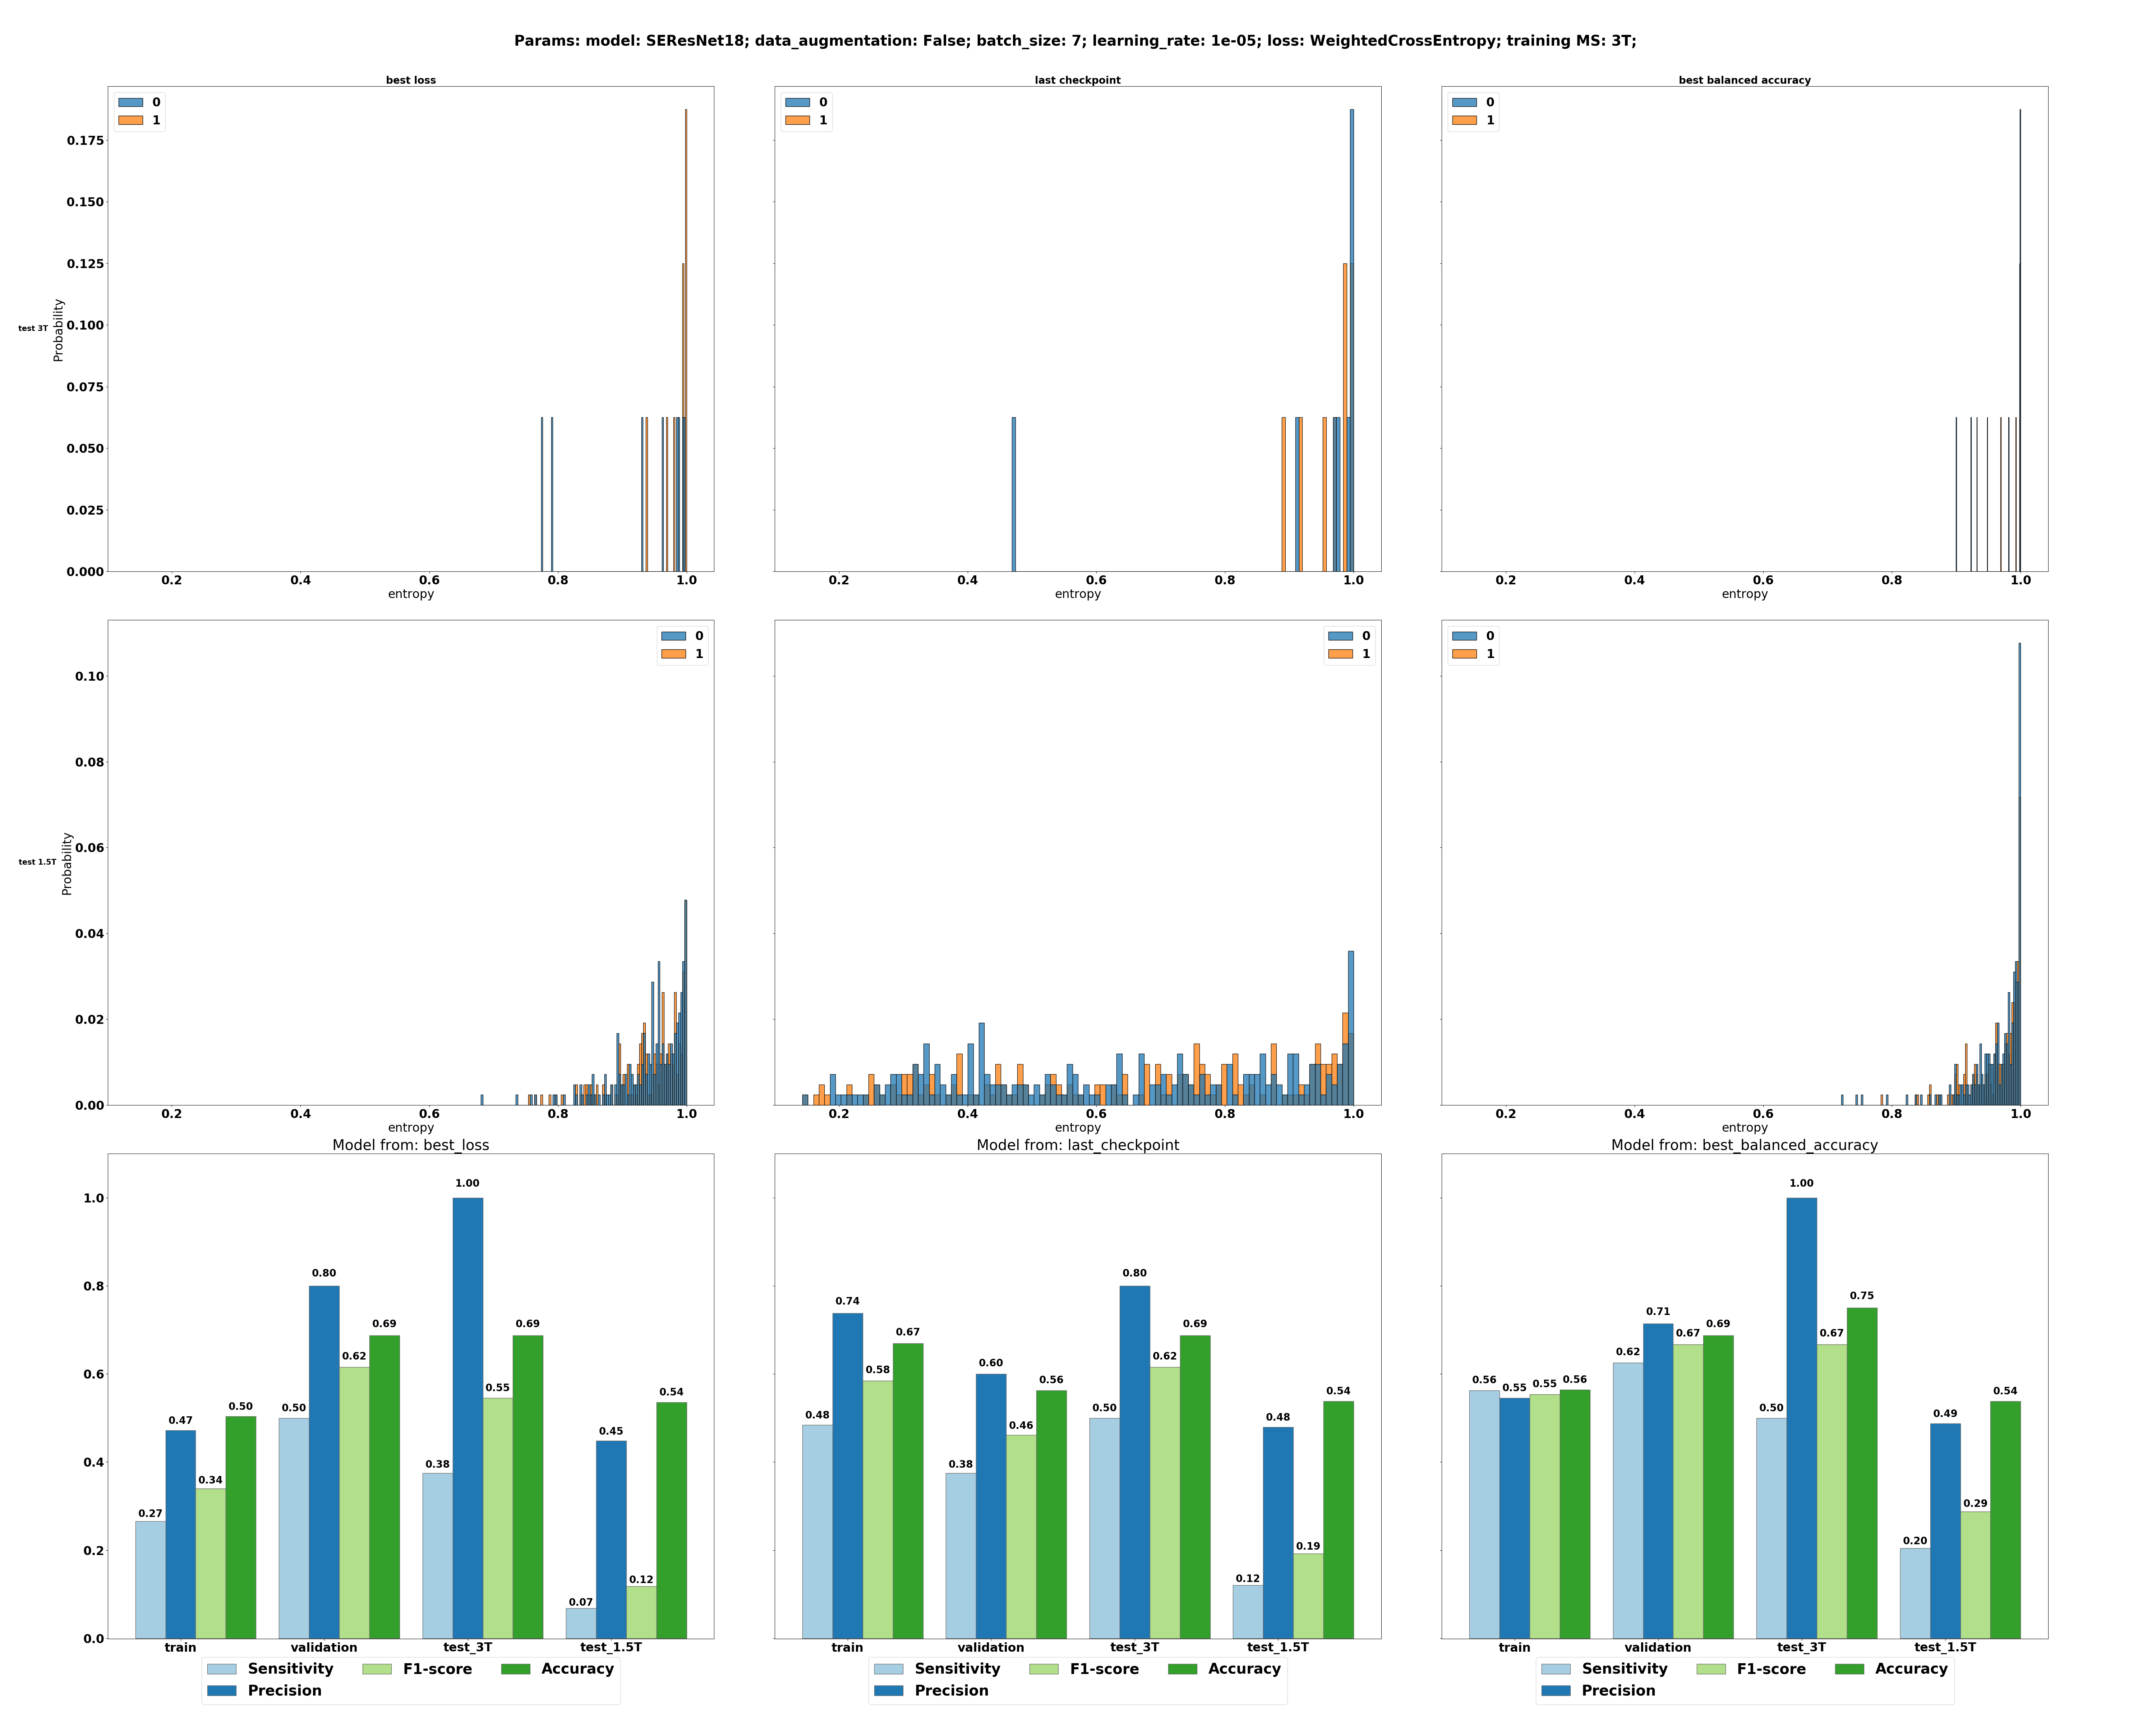 Params: model: SEResNet18; data_augmentation: False; batch_size: 7; learning_rate: 1e-05; loss: WeightedCrossEntropy; training MS: 3T;
best loss
last checkpoint
best balanced accuracy
0
1
0
1
0
1
test 3T
Probability
0.175
0.150
0.125
0.100
0.075
0.050
0.025
0.000
0.2 0.4 0.6 0.8 1.0
entropy
0.2 0.4 0.6 0.8 1.0
entropy
0.2 0.4 0.6 0.8 1.0
entropy
0
1
0
1
0
1
test 1.5T
Probability
0.10
0.08
0.06
0.04
0.02
0.00
0.2 0.4 0.6 0.8 1.0
entropy
0.2 0.4 0.6 0.8 1.0
entropy
0.2 0.4 0.6 0.8 1.0
entropy
Model from: best_loss
1.0
0.8
0.6
0.4
0.2
0.0
0.27 0.47 0.34 0.50
0.50 0.80 0.62 0.69
0.38 1.00 0.55 0.69
0.07 0.45 0.12 0.54
train validation test_3T test_1.5T
Sensitivity F1-score Accuracy
Precision
Model from: last_checkpoint
0.48 0.74 0.58 0.67
0.38 0.60 0.46 0.56
0.50 0.80 0.62 0.69
0.12 0.48 0.19 0.54
train validation test_3T test_1.5T
Sensitivity F1-score Accuracy
Precision
Model from: best_balanced_accuracy
0.56 0.55 0.55 0.56
0.62 0.71 0.67 0.69
0.50 1.00 0.67 0.75
0.20 0.49 0.29 0.54
train validation test_3T test_1.5T
Sensitivity F1-score Accuracy
Precision